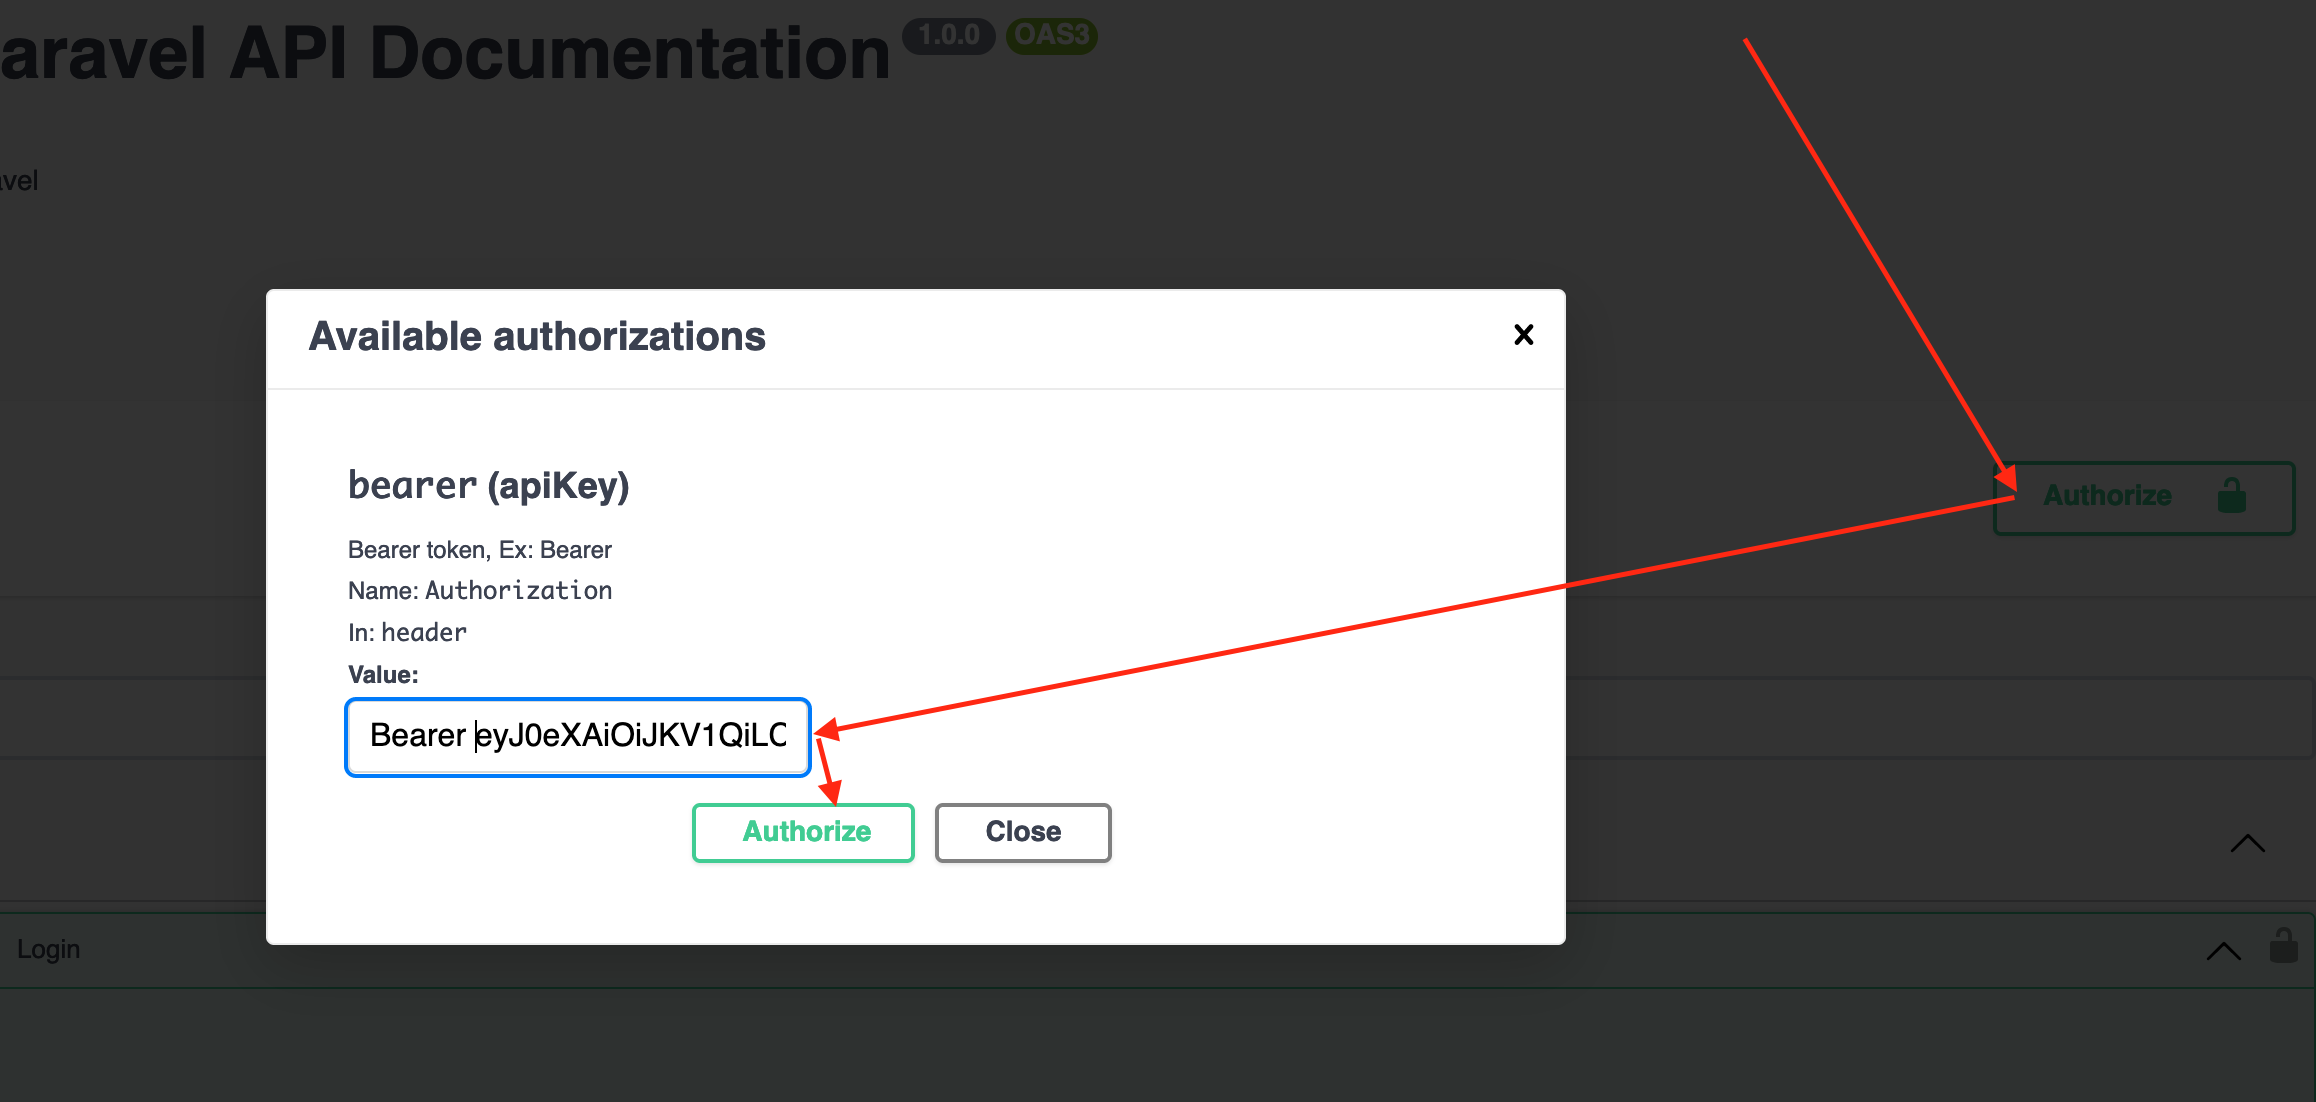 aravel API Documentation 1.0.0 OAS3
avel
Available authorizations
Authorize
bearer (apiKey)
Bearer token, Ex: Bearer
Name: Authorization
In: header
Value:
Bearer eyJ0eXAiOiJKV1QiLC
Authorize Close
Login